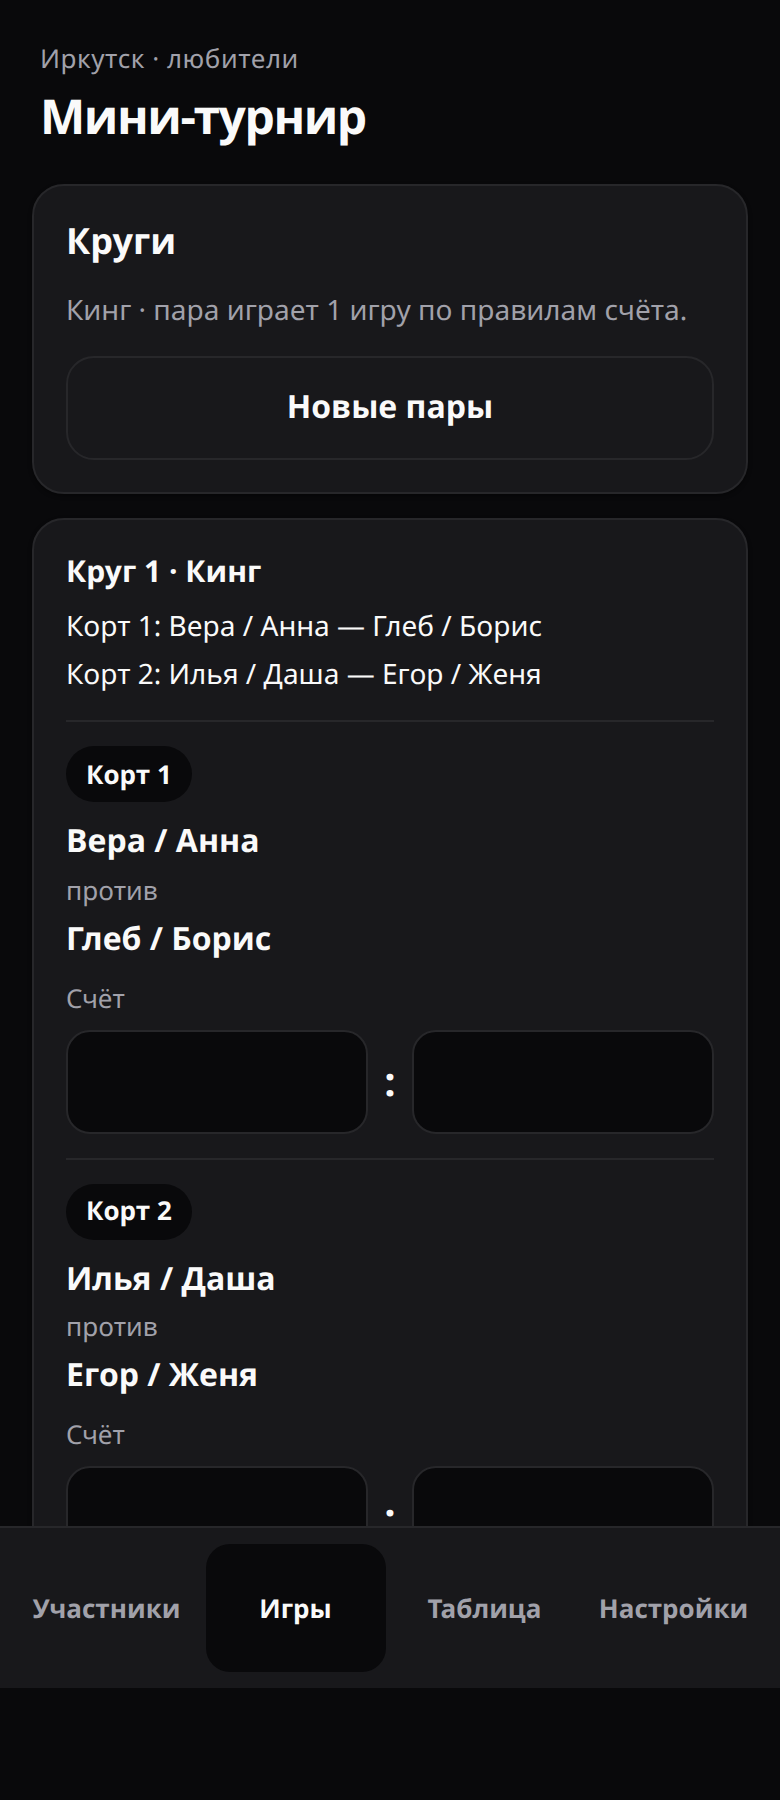 Иркутск · любители
Мини-турнир
Круги
Кинг · пара играет 1 игру по правилам счёта.
Новые пары
Круг 1 · Кинг
Корт 1: Вера / Анна — Глеб / Борис
Корт 2: Илья / Даша — Егор / Женя
Корт 1
Вера / Анна
против
Глеб / Борис
Счёт
:
Корт 2
Илья / Даша
против
Егор / Женя
Счёт
Участники Игры Таблица Настройки